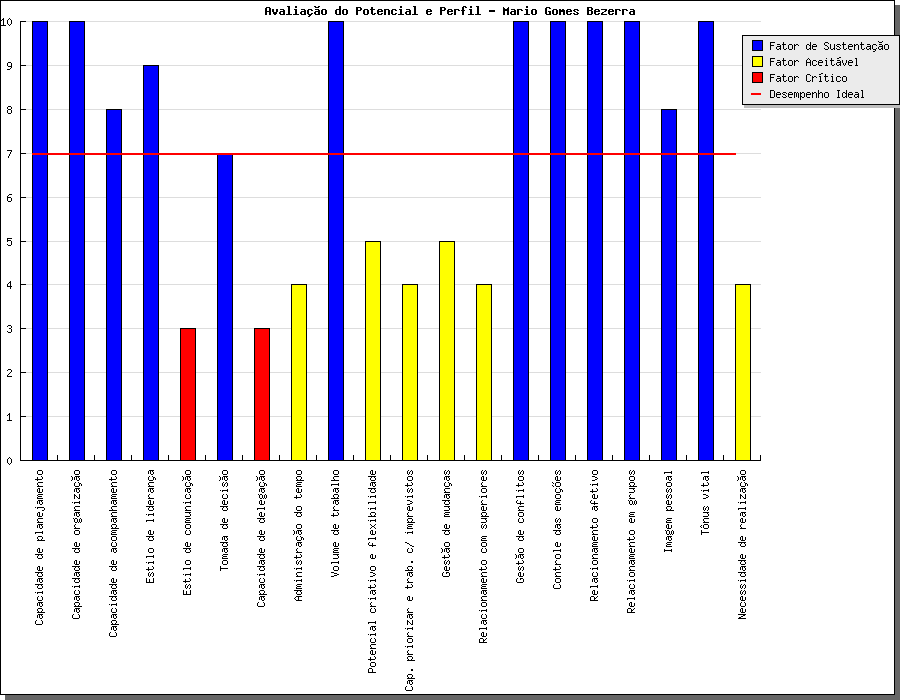 Avaliação do Potencial e Perfil - Mario Gomes Bezerra
10
9
8
7
6
5
4
3
2
1
0
Fator de Sustentação
Fator Aceitável
Fator Crítico
Desempenho Ideal
Capacidade de planejamento
Capacidade de organização
Capacidade de acompanhamento
Estilo de liderança
Estilo de comunicação
Tomada de decisão
Capacidade de delegação
Administração do tempo
Volume de trabalho
Potencial criativo e flexibilidade
Cap. priorizar e trab. c/ imprevistos
Gestão de mudanças
Relacionamento com superiores
Gestão de conflitos
Controle das emoções
Relacionamento afetivo
Relacionamento em grupos
Imagem pessoal
Tônus vital
Necessidade de realização